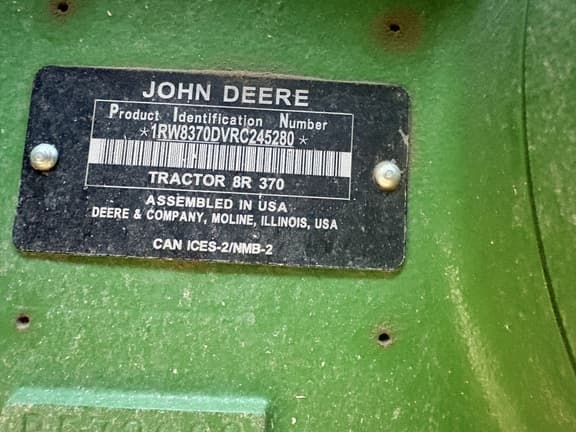 JOHN DEERE
Product Identification Number
*1RW8370DVRC245280*
TRACTOR 8R 370
ASSEMBLED IN USA
DEERE & COMPANY, MOLINE, ILLINOIS, USA
CAN ICES-2/NMB-2